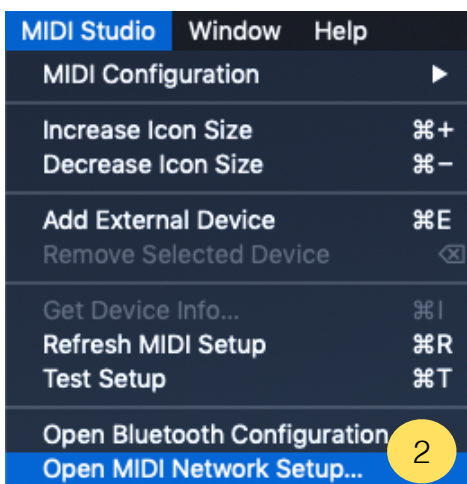 MIDI Studio Window Help
MIDI Configuration ▶
Increase Icon Size ⌘+
Decrease Icon Size ⌘−
Add External Device ⌘E
Remove Selected Device ⌫
Get Device Info... ⌘I
Refresh MIDI Setup ⌘R
Test Setup ⌘T
Open Bluetooth Configuration
2
Open MIDI Network Setup...